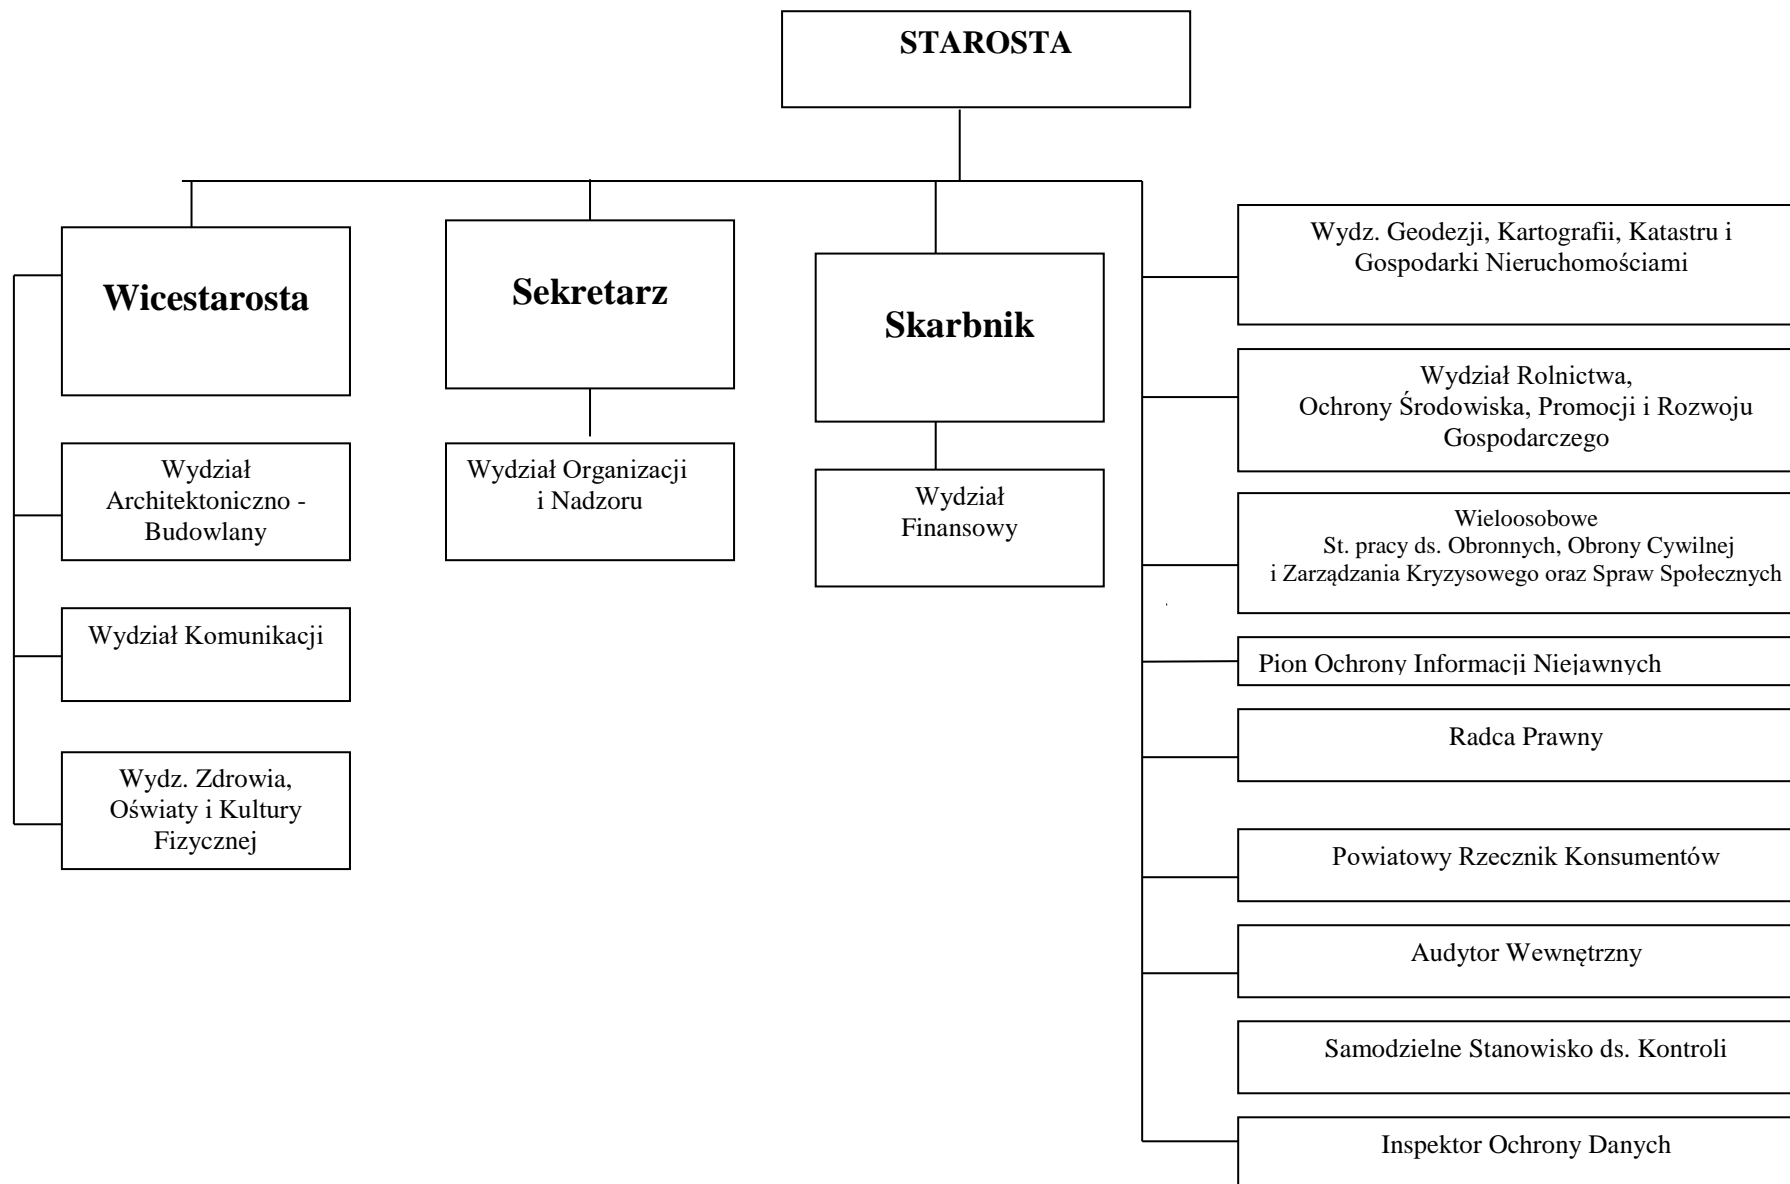 STAROSTA
Wicestarosta
Sekretarz
Skarbnik
Wydział
Architektoniczno -
Budowlany
Wydział Komunikacji
Wydz. Zdrowia,
Oświaty i Kultury
Fizycznej
Wydział Organizacji
i Nadzoru
Wydział
Finansowy
Wydz. Geodezji, Kartografii, Katastru i
Gospodarki Nieruchomościami
Wydział Rolnictwa,
Ochrony Środowiska, Promocji i Rozwoju
Gospodarczego
Wieloosobowe
St. pracy ds. Obronnych, Obrony Cywilnej
i Zarządzania Kryzysowego oraz Spraw Społecznych
Pion Ochrony Informacji Niejawnych
Radca Prawny
Powiatowy Rzecznik Konsumentów
Audytor Wewnętrzny
Samodzielne Stanowisko ds. Kontroli
Inspektor Ochrony Danych